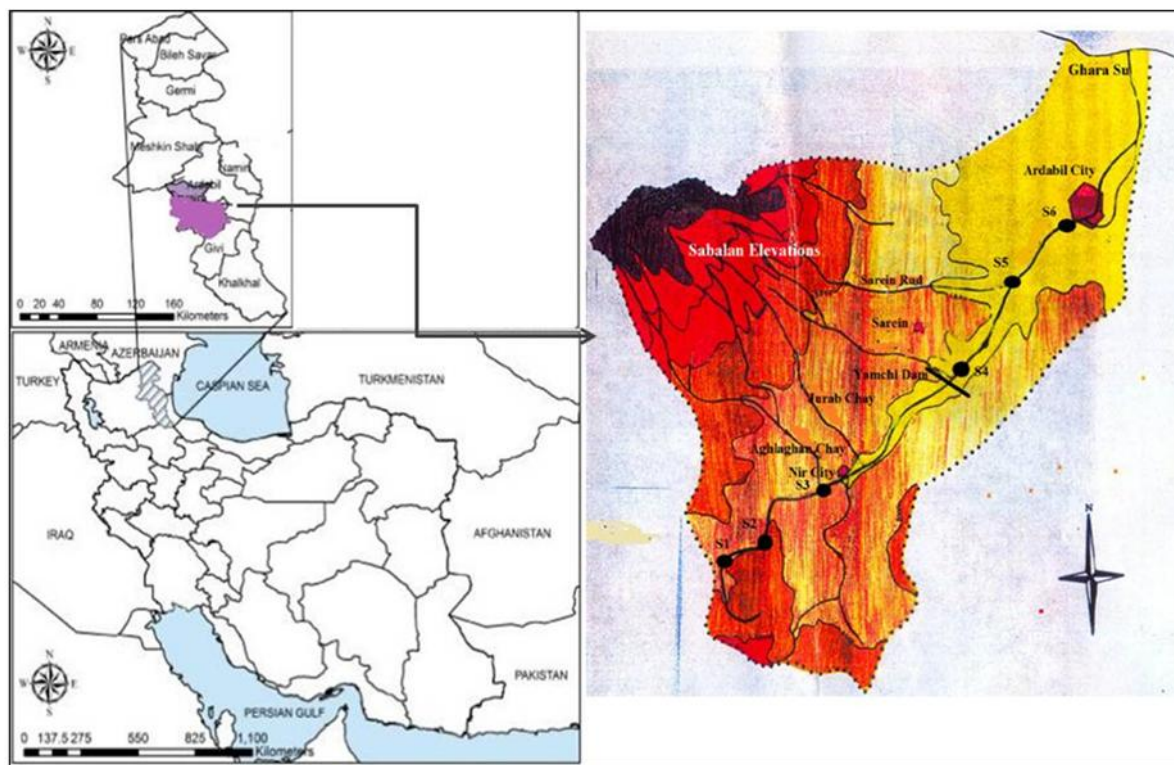 N
W E
S
Pars Abad
Bileh Savar
Germi
Meshkin Shahr
Namin
Ardabil
Givi
Khalkhal
0 20 40 80 120 160
Kilometers
ARMENIA
AZERBAIJAN
TURKEY
CASPIAN SEA
TURKMENISTAN
IRAQ
AFGHANISTAN
PAKISTAN
N
W E
S
PERSIAN GULF
0 137.5 275 550 825 1,100
Kilometers
Ghara Su
Ardabil City
S6
Sabalan Elevations
S5
Sarein Rud
Sarein
Yamchi Dam
S4
Jurab Chay
Aghlaghan Chay
Nir City
S3
S2
S1
N